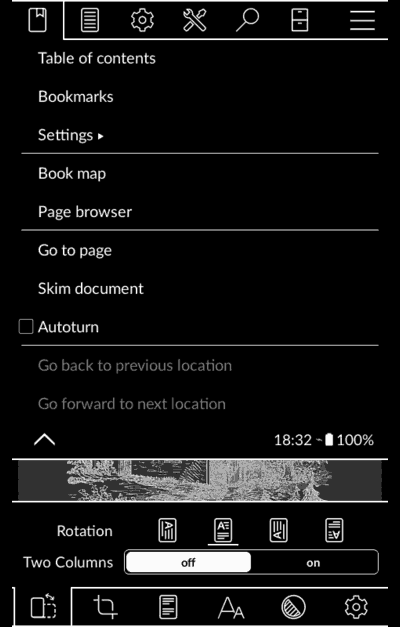 Table of contents
Bookmarks
Settings ▸
Book map
Page browser
Go to page
Skim document
Autoturn
Go back to previous location
Go forward to next location
18:32 100%
Rotation A A A A
Two Columns off on
AA